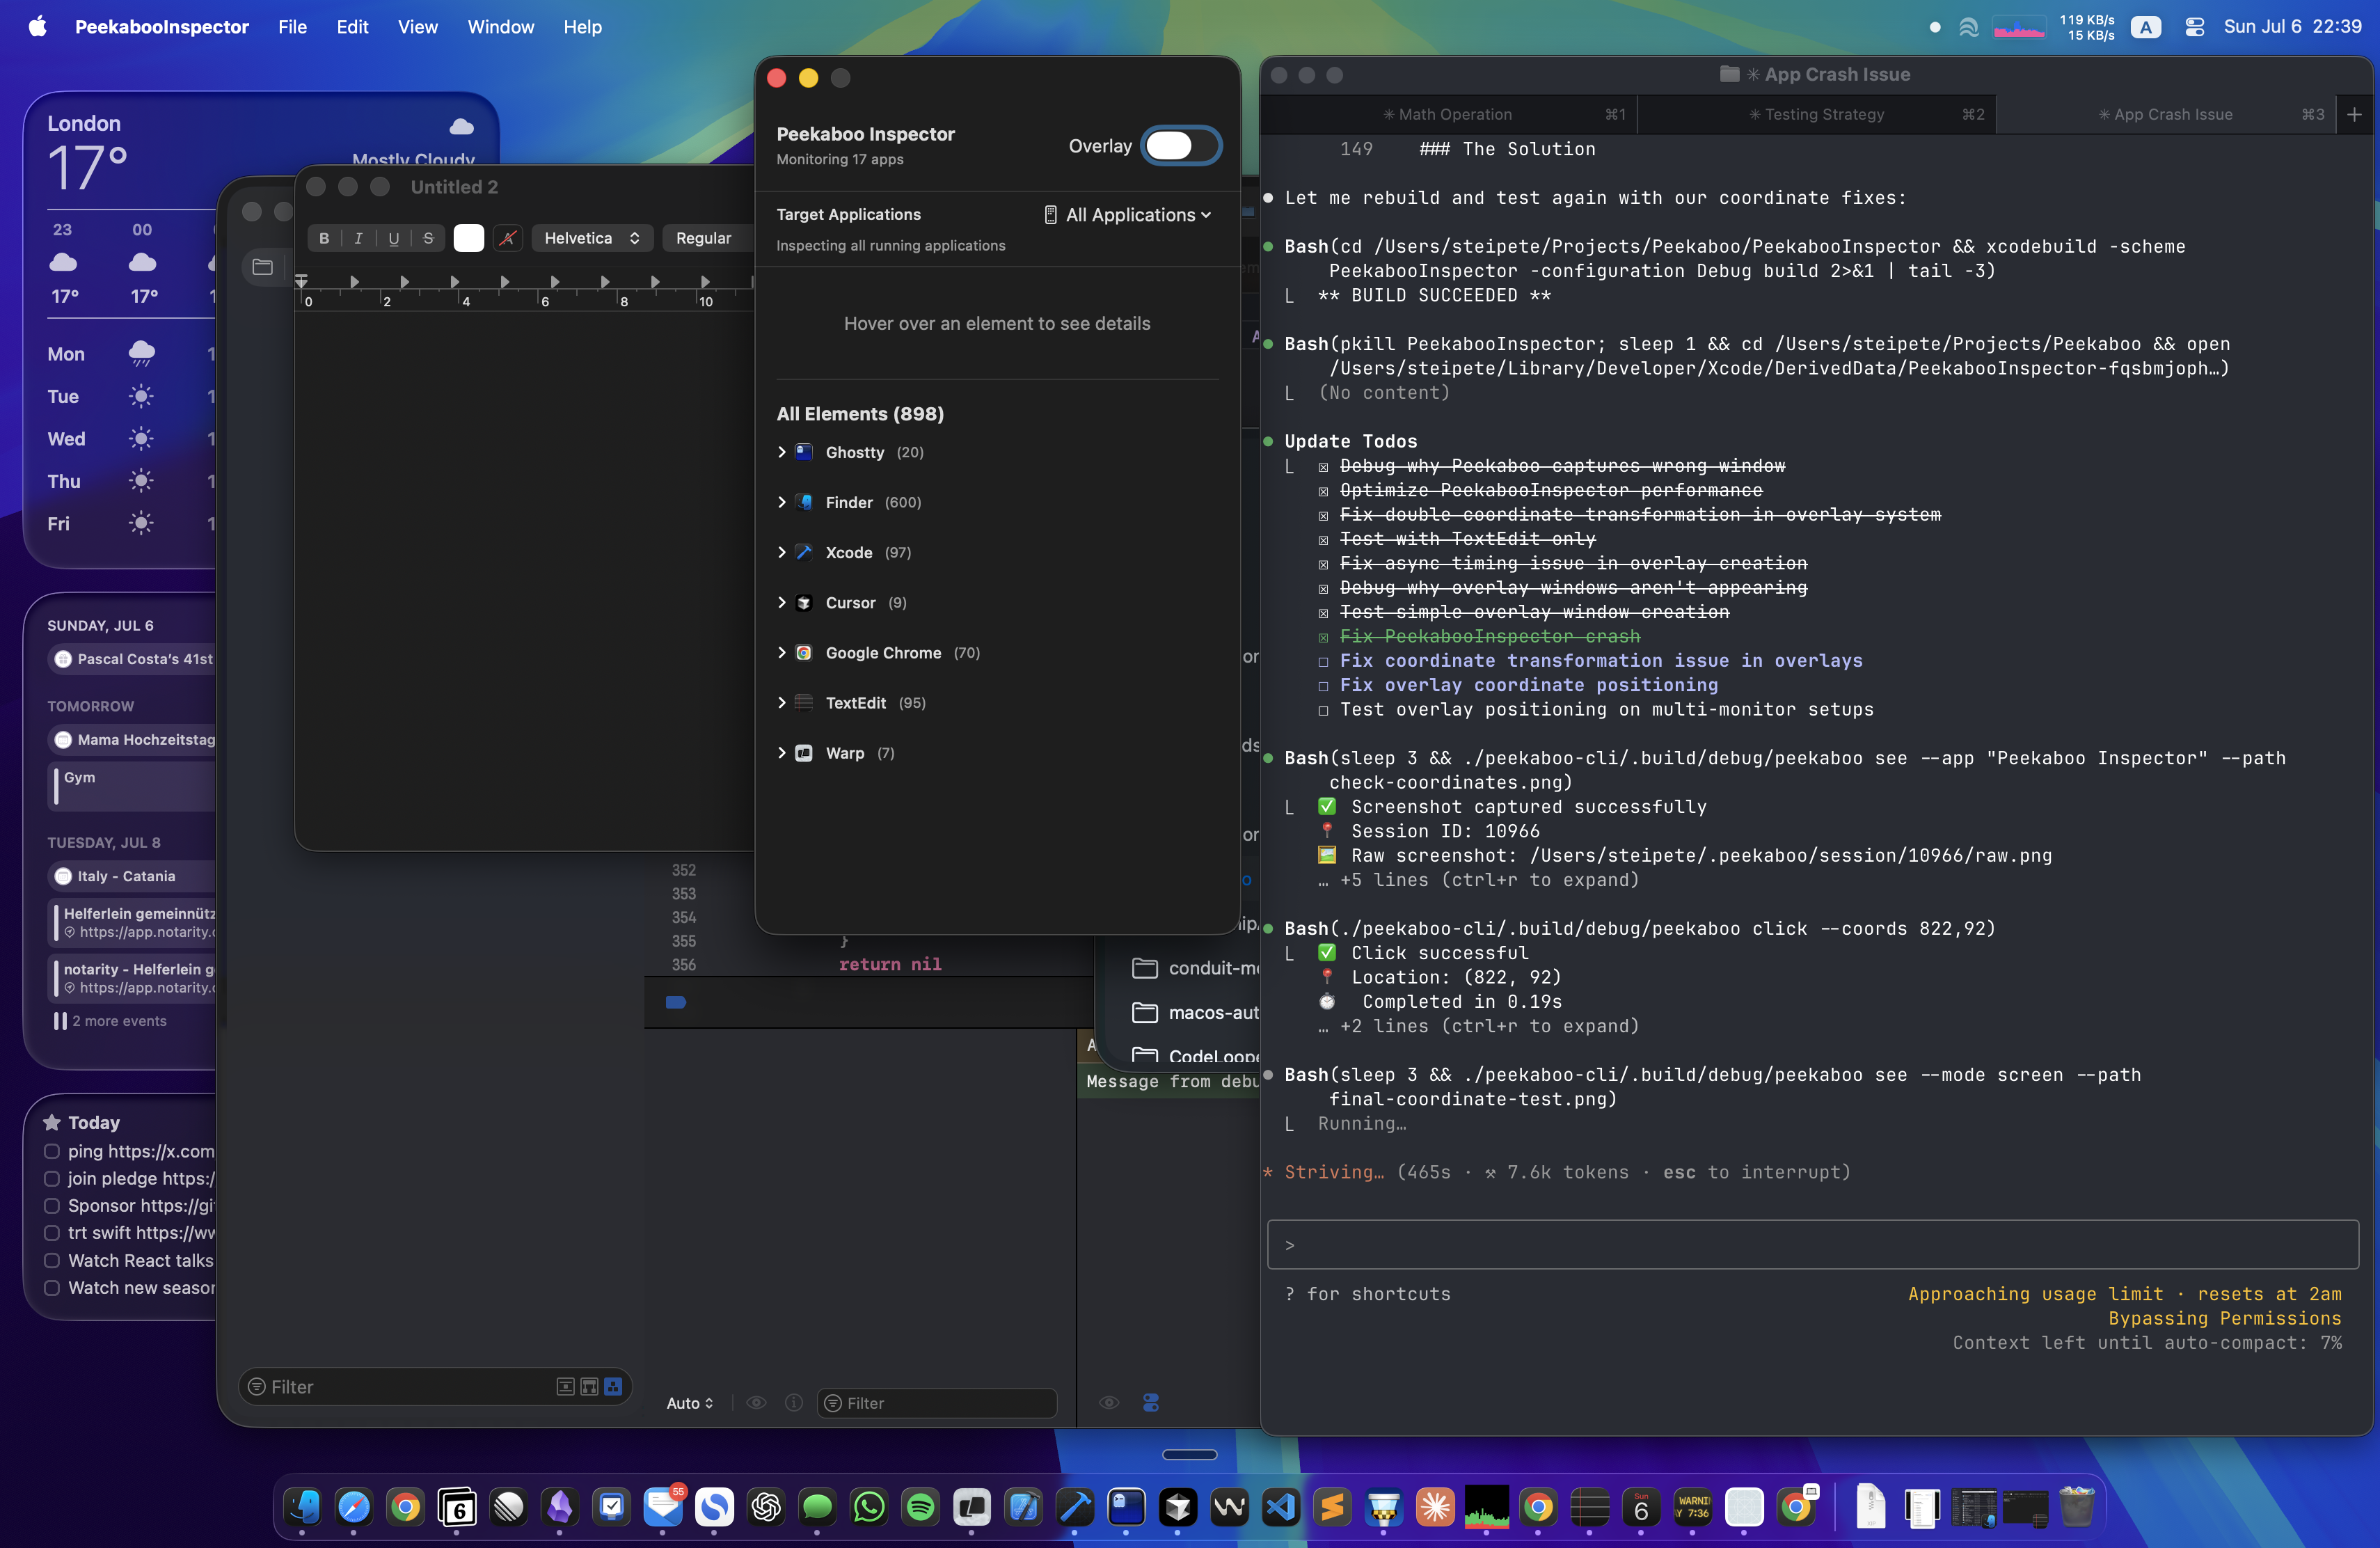 PeekabooInspector File Edit View Window Help
119 KB/s
15 KB/s
A
Sun Jul 6 22:39
London
17°
Mostly Cloudy
23 00
17° 17°
Mon
Tue
Wed
Thu
Fri
SUNDAY, JUL 6
Pascal Costa's 41st
TOMORROW
Mama Hochzeitstag
Gym
TUESDAY, JUL 8
Italy - Catania
Helferlein gemeinnütz
https://app.notarity.c
notarity - Helferlein g
https://app.notarity.c
2 more events
Today
ping https://x.com
join pledge https:/
Sponsor https://gi
trt swift https://ww
Watch React talks
Watch new season
Untitled 2
B I U S A Helvetica Regular
0 2 4 6 8 10
352
353
354
355 }
356 return nil
Filter
Auto Filter
Message from debu
conduit-m
macos-aut
CodeLoope
Peekaboo Inspector
Monitoring 17 apps
Overlay
Target Applications
All Applications
Inspecting all running applications
Hover over an element to see details
All Elements (898)
Ghostty (20)
Finder (600)
Xcode (97)
Cursor (9)
Google Chrome (70)
TextEdit (95)
Warp (7)
✳ App Crash Issue
✳ Math Operation ⌘1 ✳ Testing Strategy ⌘2 ✳ App Crash Issue ⌘3 +
149 ### The Solution
Let me rebuild and test again with our coordinate fixes:
Bash(cd /Users/steipete/Projects/Peekaboo/PeekabooInspector && xcodebuild -scheme
PeekabooInspector -configuration Debug build 2>&1 | tail -3)
⎿ ** BUILD SUCCEEDED **
Bash(pkill PeekabooInspector; sleep 1 && cd /Users/steipete/Projects/Peekaboo && open
/Users/steipete/Library/Developer/Xcode/DerivedData/PeekabooInspector-fqsbmjoph…)
⎿ (No content)
Update Todos
⎿ ☒ Debug why Peekaboo captures wrong window
☒ Optimize PeekabooInspector performance
☒ Fix double coordinate transformation in overlay system
☒ Test with TextEdit only
☒ Fix async timing issue in overlay creation
☒ Debug why overlay windows aren't appearing
☒ Test simple overlay window creation
☒ Fix PeekabooInspector crash
☐ Fix coordinate transformation issue in overlays
☐ Fix overlay coordinate positioning
☐ Test overlay positioning on multi-monitor setups
Bash(sleep 3 && ./peekaboo-cli/.build/debug/peekaboo see --app "Peekaboo Inspector" --path
check-coordinates.png)
⎿ ✅ Screenshot captured successfully
📍 Session ID: 10966
🖼 Raw screenshot: /Users/steipete/.peekaboo/session/10966/raw.png
… +5 lines (ctrl+r to expand)
Bash(./peekaboo-cli/.build/debug/peekaboo click --coords 822,92)
⎿ ✅ Click successful
📍 Location: (822, 92)
⏱ Completed in 0.19s
… +2 lines (ctrl+r to expand)
Bash(sleep 3 && ./peekaboo-cli/.build/debug/peekaboo see --mode screen --path
final-coordinate-test.png)
⎿ Running…
* Striving… (465s · ⚒ 7.6k tokens · esc to interrupt)
>
? for shortcuts
Approaching usage limit · resets at 2am
Bypassing Permissions
Context left until auto-compact: 7%
6
55
Sun
6
WARNI
Y 7:36